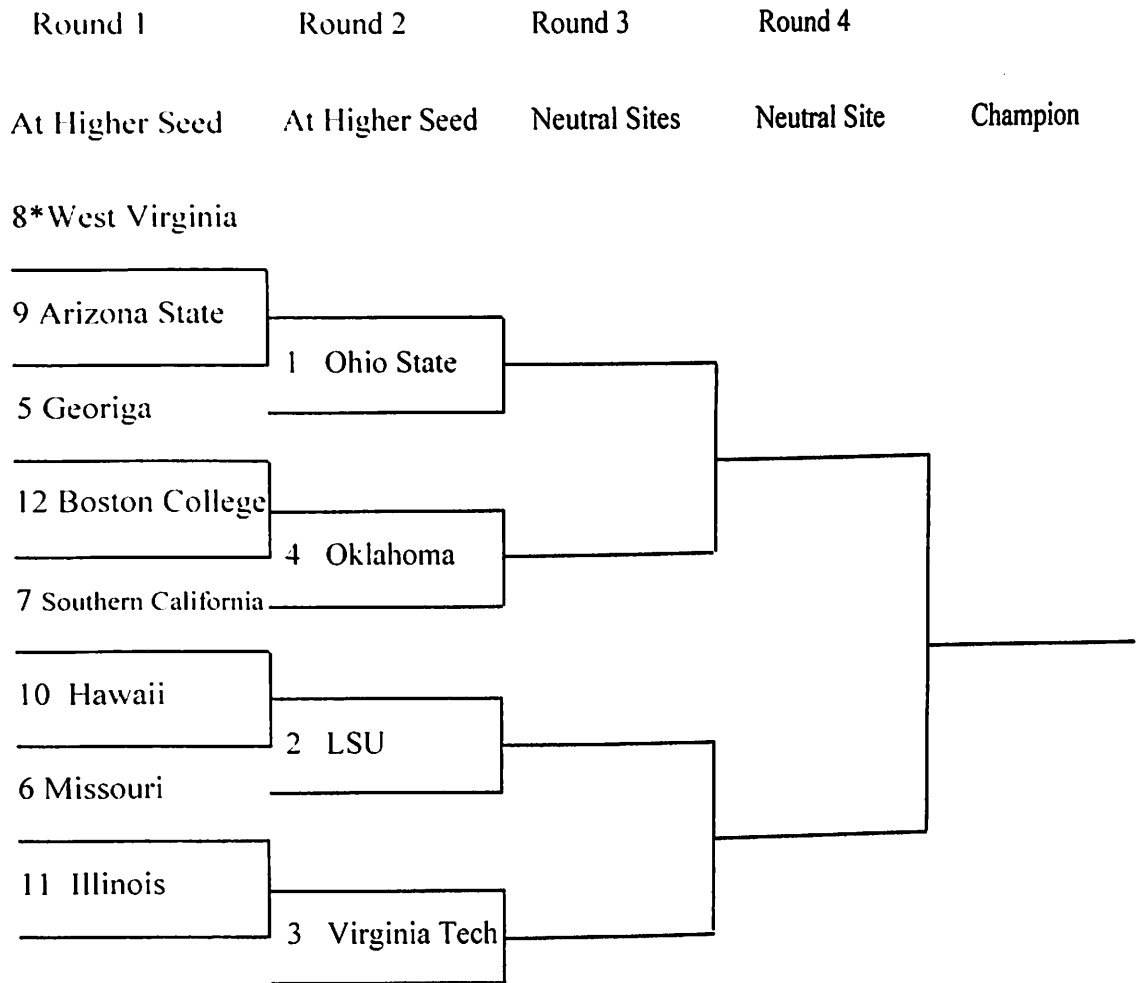 Round 1 Round 2 Round 3 Round 4
At Higher Seed At Higher Seed Neutral Sites Neutral Site Champion
8*West Virginia
9 Arizona State
1 Ohio State
5 Georiga
12 Boston College
4 Oklahoma
7 Southern California
10 Hawaii
2 LSU
6 Missouri
11 Illinois
3 Virginia Tech